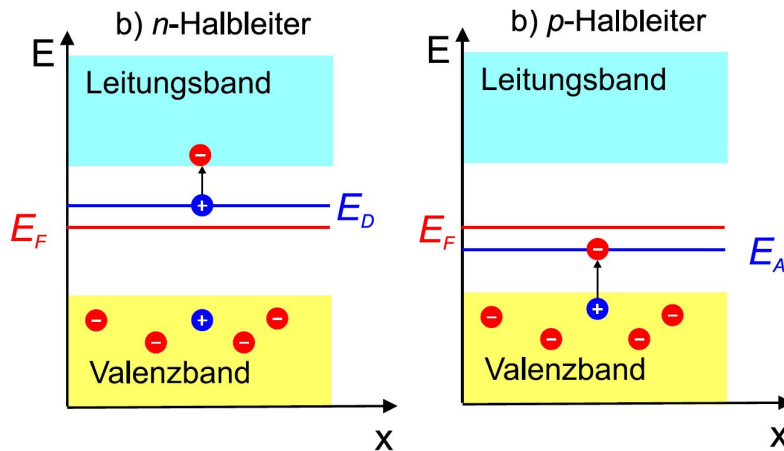 b) n-Halbleiter
E
Leitungsband
E_D
E_F
−
+
−
−
+
−
−
Valenzband
x
b) p-Halbleiter
E
Leitungsband
E_F
−
E_A
−
−
+
−
−
Valenzband
x